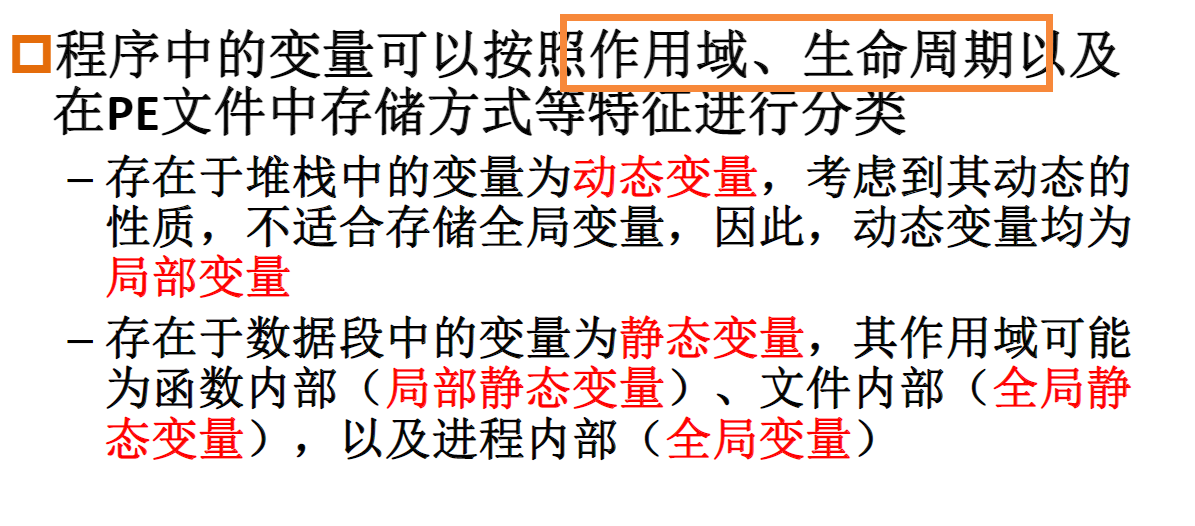 程序中的变量可以按照作用域、生命周期以及
在PE文件中存储方式等特征进行分类
– 存在于堆栈中的变量为动态变量，考虑到其动态的
性质，不适合存储全局变量，因此，动态变量均为
局部变量
– 存在于数据段中的变量为静态变量，其作用域可能
为函数内部（局部静态变量）、文件内部（全局静
态变量），以及进程内部（全局变量）